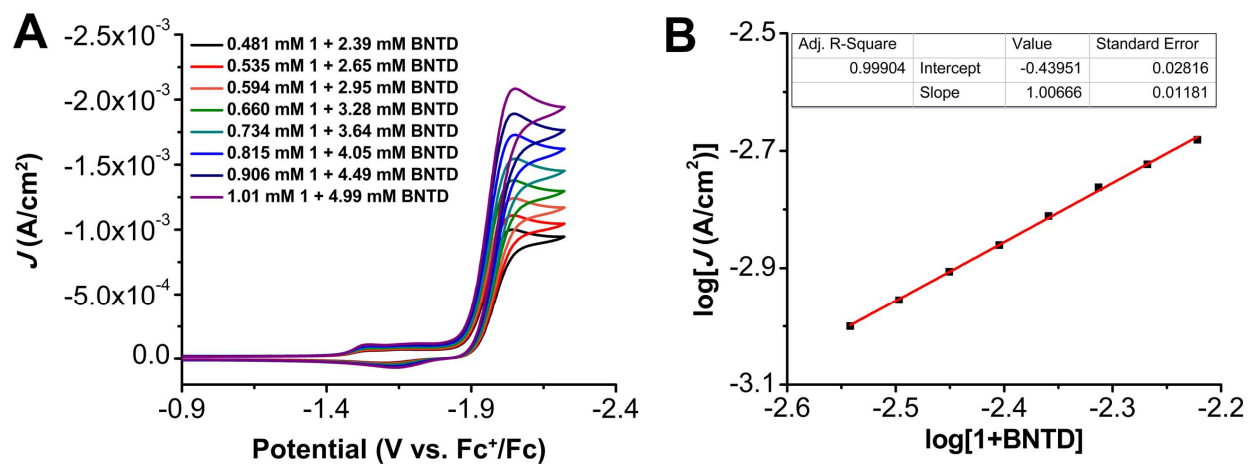 A
-2.5x10⁻³
-2.0x10⁻³
-1.5x10⁻³
-1.0x10⁻³
-5.0x10⁻⁴
0.0
J (A/cm²)
0.481 mM 1 + 2.39 mM BNTD
0.535 mM 1 + 2.65 mM BNTD
0.594 mM 1 + 2.95 mM BNTD
0.660 mM 1 + 3.28 mM BNTD
0.734 mM 1 + 3.64 mM BNTD
0.815 mM 1 + 4.05 mM BNTD
0.906 mM 1 + 4.49 mM BNTD
1.01 mM 1 + 4.99 mM BNTD
-0.9 -1.4 -1.9 -2.4
Potential (V vs. Fc⁺/Fc)
B
-2.5
-2.7
-2.9
-3.1
log[J (A/cm²)]
Adj. R-Square Value Standard Error
0.99904 Intercept -0.43951 0.02816
Slope 1.00666 0.01181
-2.6 -2.5 -2.4 -2.3 -2.2
log[1+BNTD]